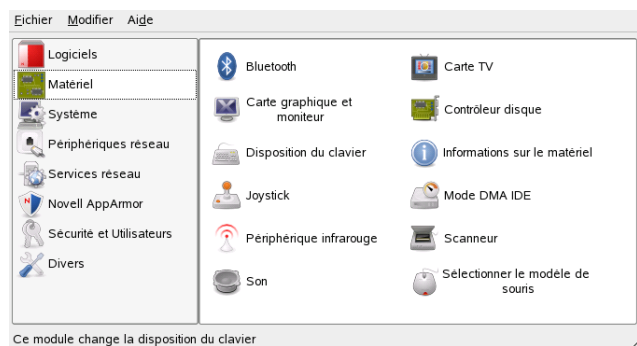 Fichier Modifier Aide
Logiciels
Matériel
Système
Périphériques réseau
Services réseau
Novell AppArmor
Sécurité et Utilisateurs
Divers
Bluetooth
Carte TV
Carte graphique et
moniteur
Contrôleur disque
Disposition du clavier
Informations sur le matériel
Joystick
Mode DMA IDE
Périphérique infrarouge
Scanneur
Son
Sélectionner le modèle de
souris
Ce module change la disposition du clavier